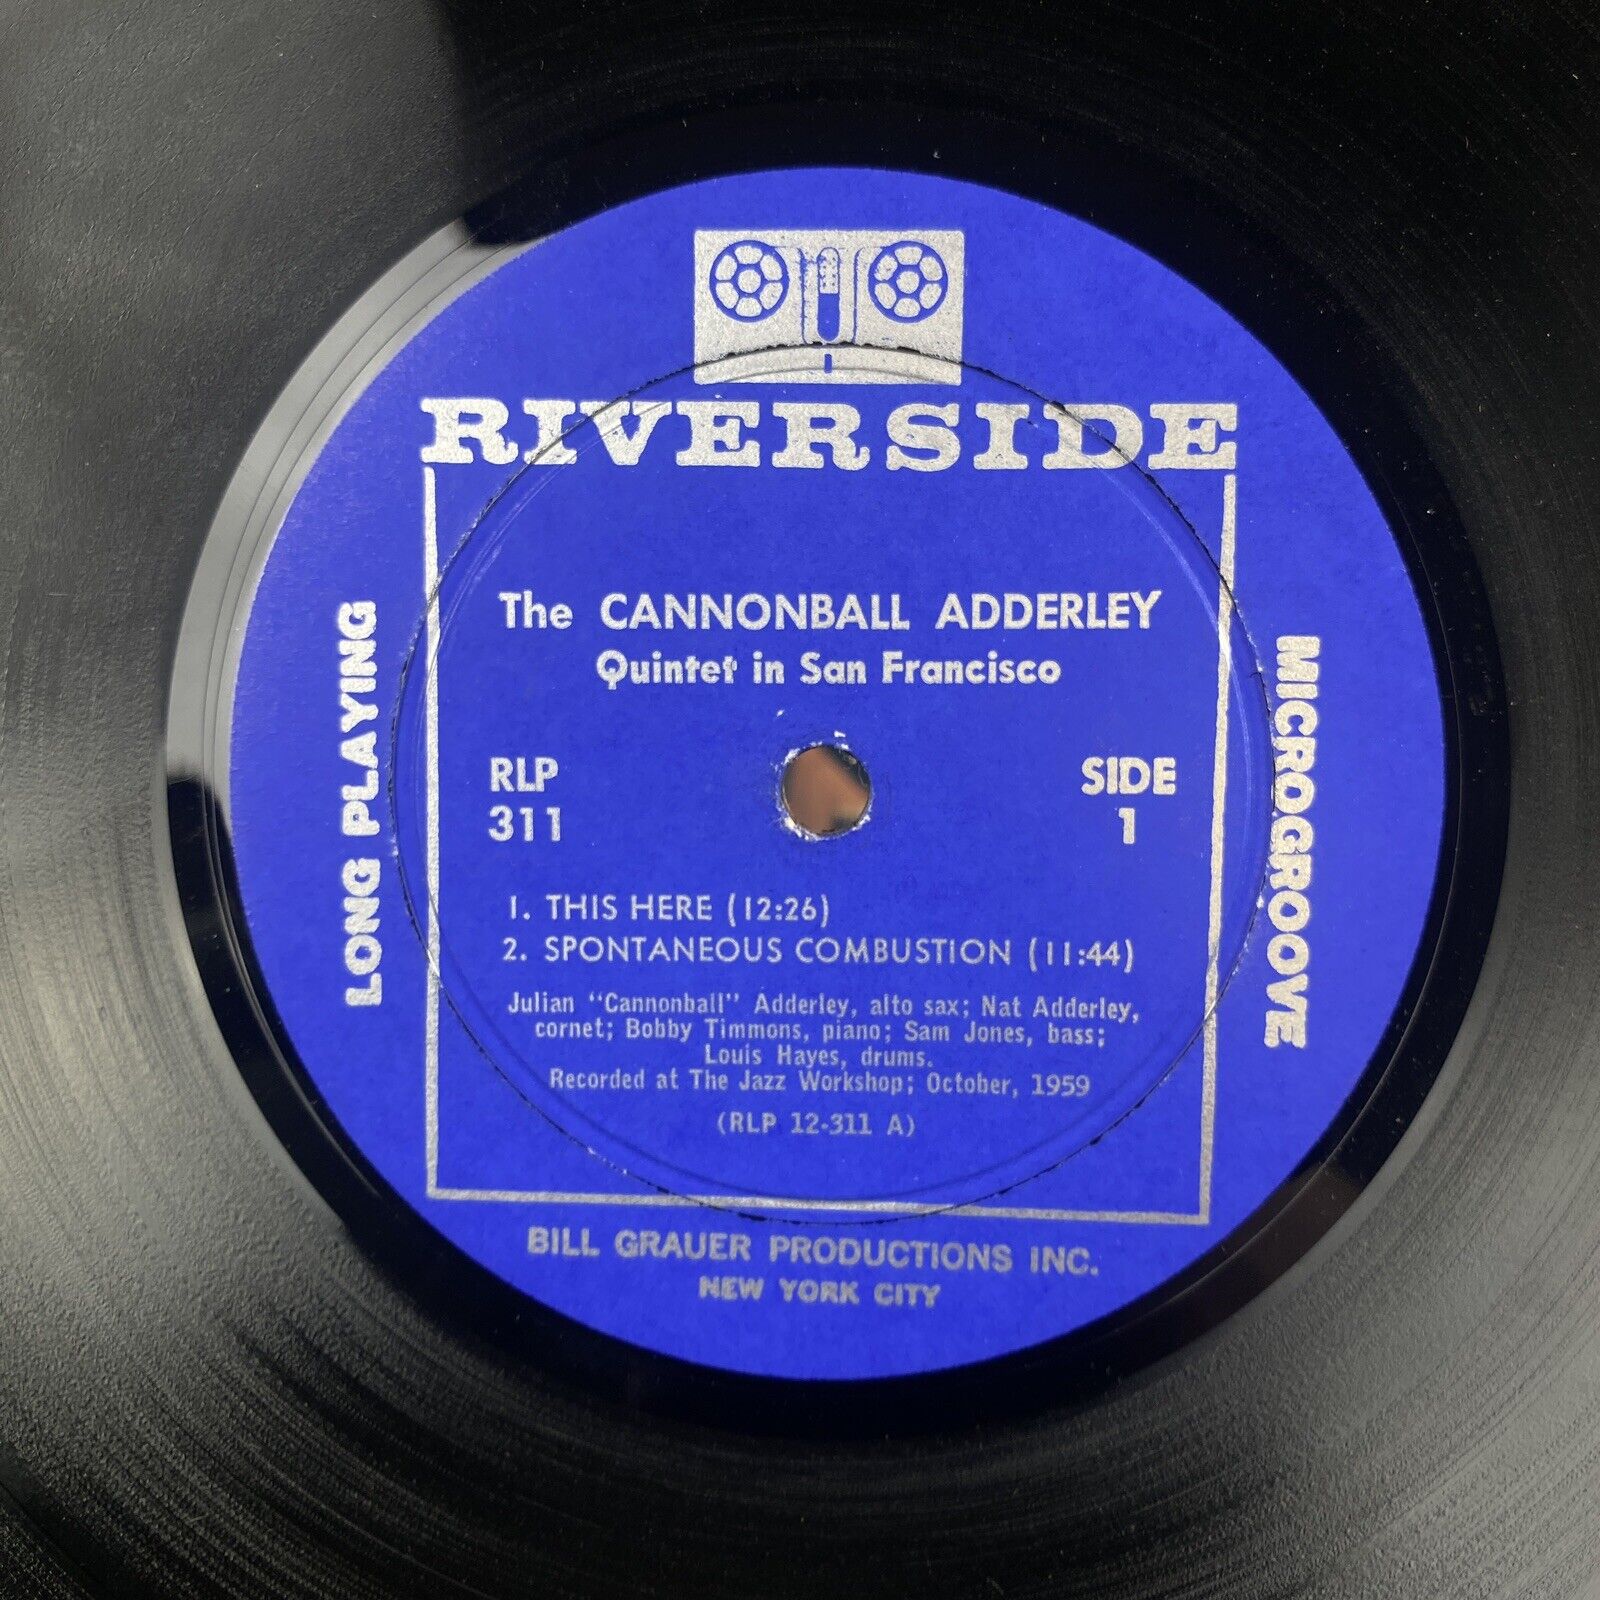 RIVERSIDE
The CANNONBALL ADDERLEY
Quintet in San Francisco
RLP
311
SIDE
1
LONG PLAYING
MICROGROOVE
1. THIS HERE (12:26)
2. SPONTANEOUS COMBUSTION (11:44)
Julian "Cannonball" Adderley, alto sax; Nat Adderley,
cornet; Bobby Timmons, piano; Sam Jones, bass;
Louis Hayes, drums.
Recorded at The Jazz Workshop; October, 1959
(RLP 12-311 A)
BILL GRAUER PRODUCTIONS INC.
NEW YORK CITY